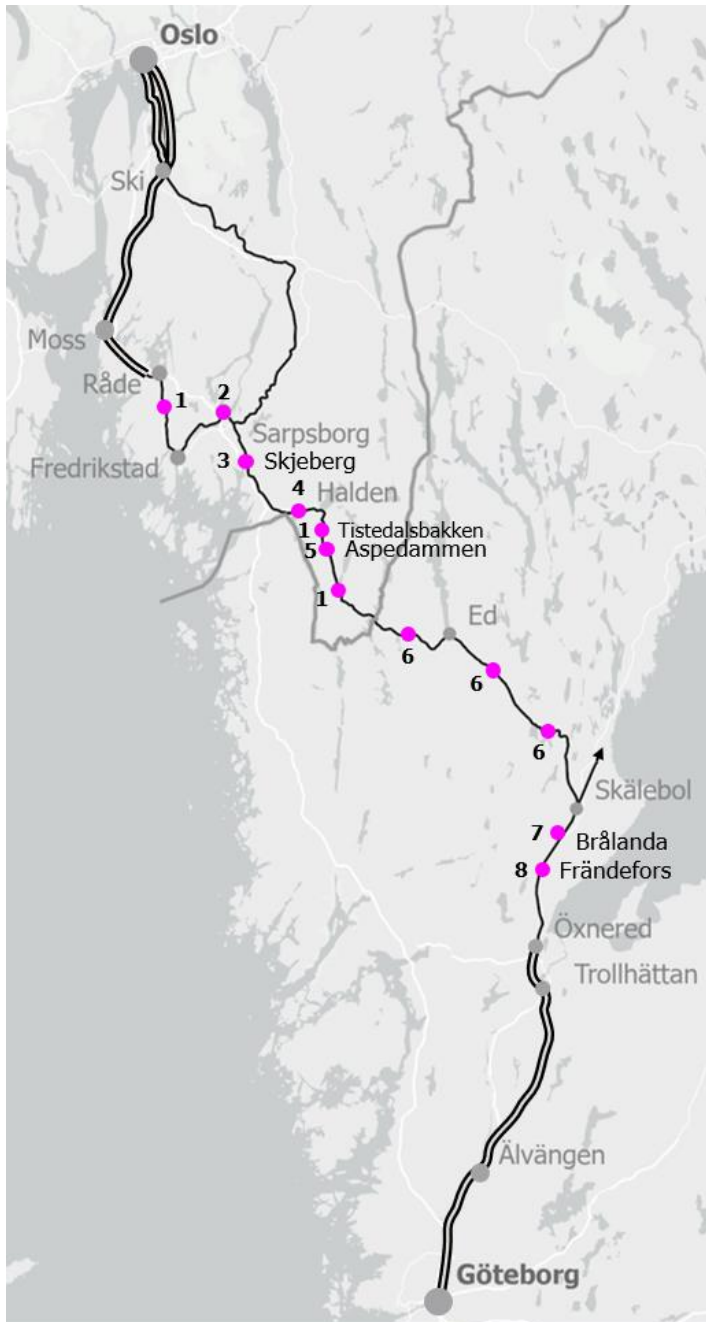 Oslo
Ski
Moss
Råde
1
2
Sarpsborg
Fredrikstad
3 Skjeberg
4
Halden
1 Tistedalsbakken
5 Aspedammen
1
Ed
6
6
6
Skälebol
7
Brålanda
8 Frändefors
Öxnered
Trollhättan
Älvängen
Göteborg